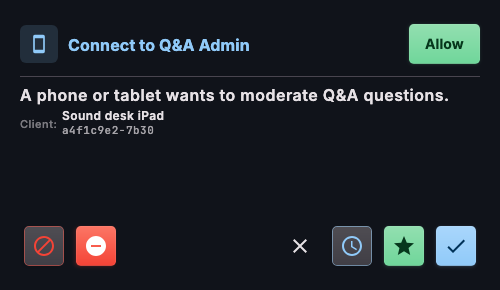 Connect to Q&A Admin
Allow
A phone or tablet wants to moderate Q&A questions.
Client: Sound desk iPad
a4f1c9e2-7b30